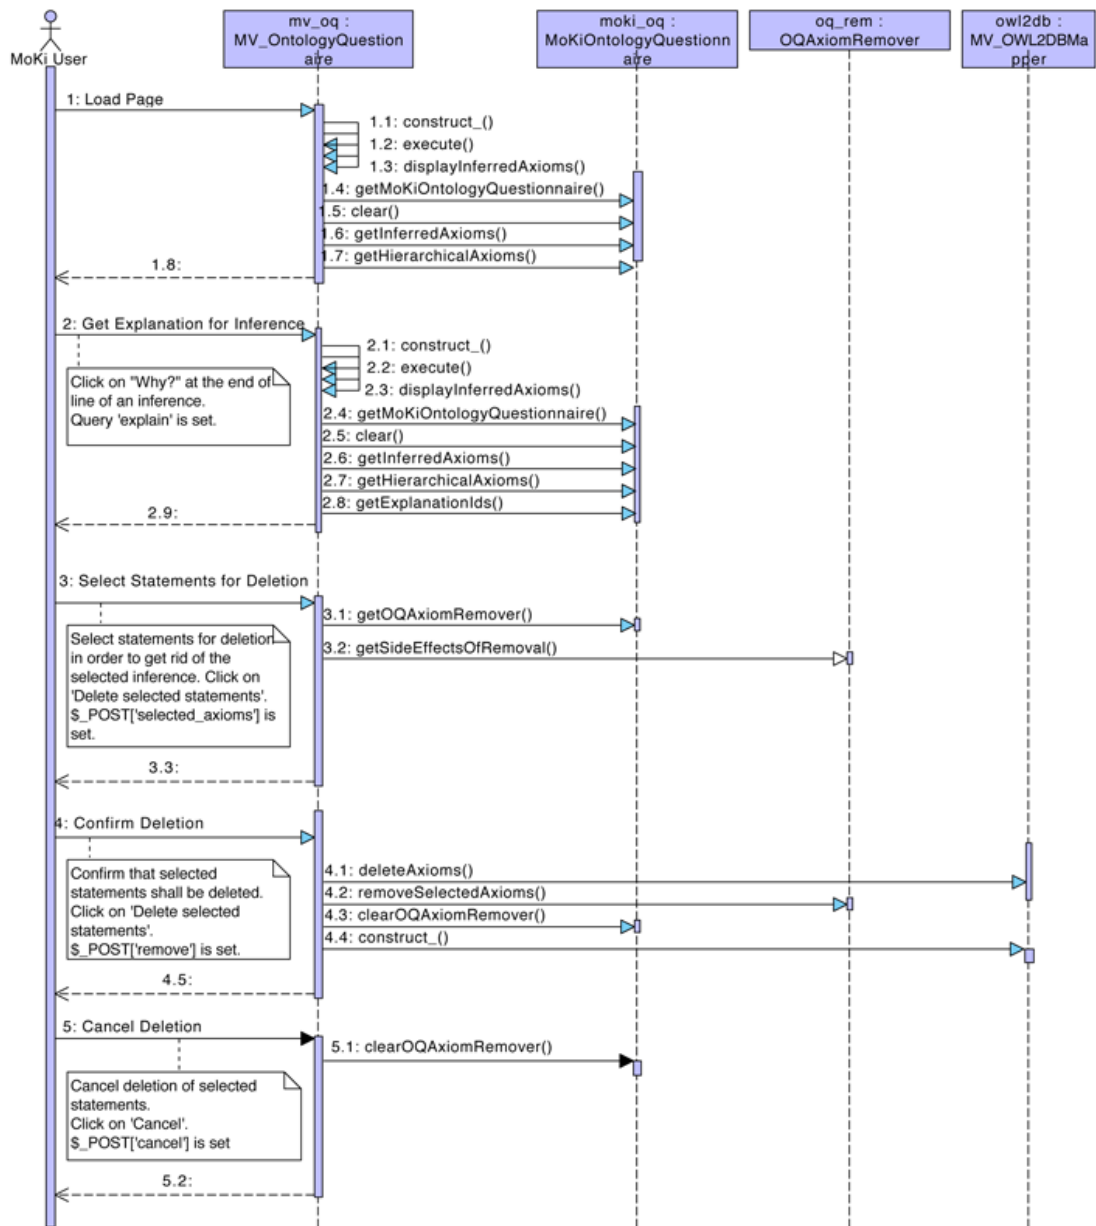 MoKi User
mv_oq :
MV_OntologyQuestion
aire
moki_oq :
MoKiOntologyQuestionn
aire
oq_rem :
OQAxiomRemover
owl2db :
MV_OWL2DBMa
pper
1: Load Page
1.1: construct_()
1.2: execute()
1.3: displayInferredAxioms()
1.4: getMoKiOntologyQuestionnaire()
1.5: clear()
1.6: getInferredAxioms()
1.7: getHierarchicalAxioms()
1.8:
2: Get Explanation for Inference
2.1: construct_()
2.2: execute()
2.3: displayInferredAxioms()
Click on "Why?" at the end of
line of an inference.
Query 'explain' is set.
2.4: getMoKiOntologyQuestionnaire()
2.5: clear()
2.6: getInferredAxioms()
2.7: getHierarchicalAxioms()
2.8: getExplanationIds()
2.9:
3: Select Statements for Deletion
3.1: getOQAxiomRemover()
3.2: getSideEffectsOfRemoval()
Select statements for deletion
in order to get rid of the
selected inference. Click on
'Delete selected statements'.
$_POST['selected_axioms'] is
set.
3.3:
4: Confirm Deletion
Confirm that selected
statements shall be deleted.
Click on 'Delete selected
statements'.
$_POST['remove'] is set.
4.1: deleteAxioms()
4.2: removeSelectedAxioms()
4.3: clearOQAxiomRemover()
4.4: construct_()
4.5:
5: Cancel Deletion
5.1: clearOQAxiomRemover()
Cancel deletion of selected
statements.
Click on 'Cancel'.
$_POST['cancel'] is set
5.2: